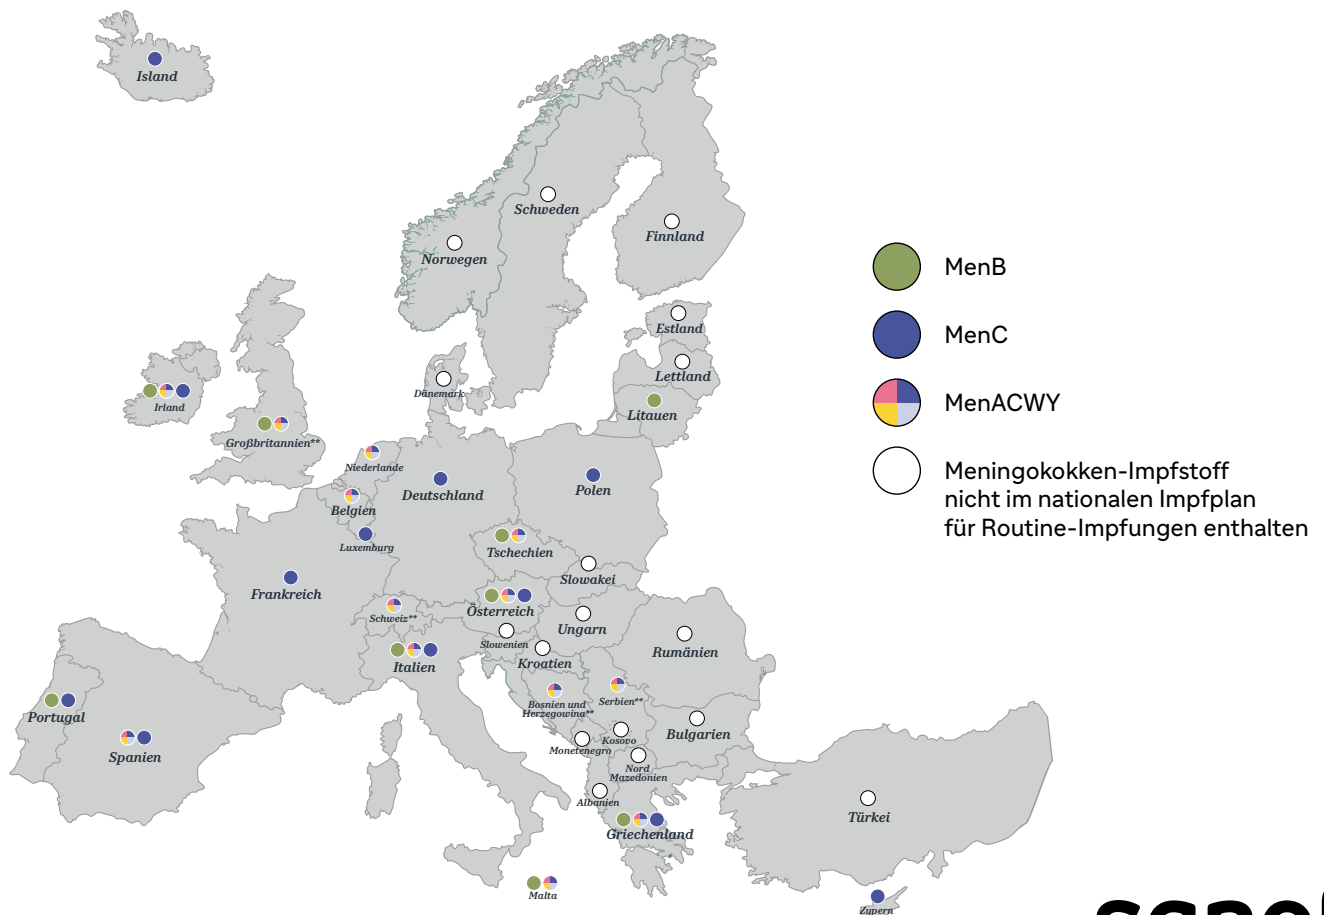 Island
Schweden
Finnland
Norwegen
Estland
Lettland
Dänemark
Litauen
Irland
Großbritannien**
Niederlande
Deutschland
Polen
Belgien
Luxemburg
Tschechien
Slowakei
Frankreich
Österreich
Schweiz**
Ungarn
Slowenien
Rumänien
Kroatien
Italien
Bosnien und
Herzegowina**
Serbien**
Portugal
Bulgarien
Kosovo
Monetenegro
Spanien
Nord
Mazedonien
Albanien
Türkei
Griechenland
Malta
Zypern
MenB
MenC
MenACWY
Meningokokken-Impfstoff
nicht im nationalen Impfplan
für Routine-Impfungen enthalten